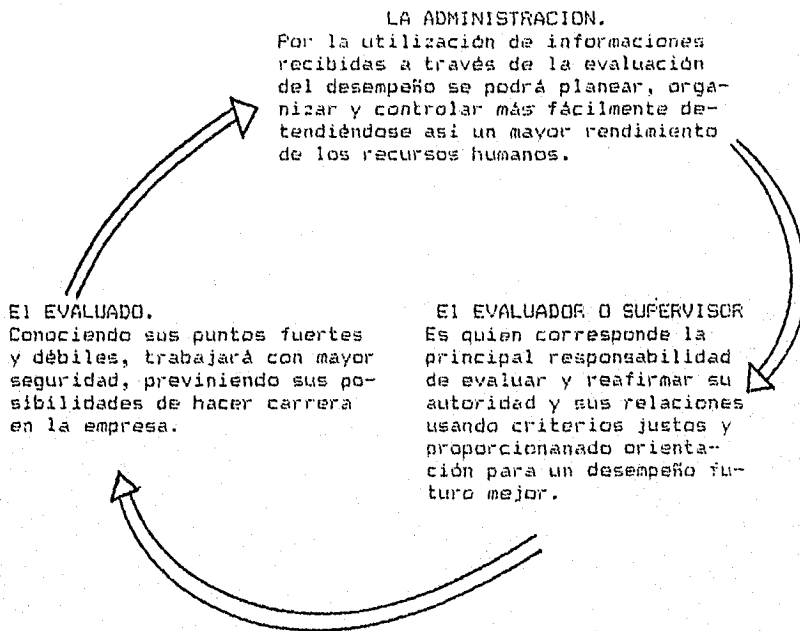 LA ADMINISTRACION.
Por la utilización de informaciones
recibidas a través de la evaluación
del desempeño se podrá planear, orga-
nizar y controlar más fácilmente de-
tendiéndose asi un mayor rendimiento
de los recursos humanos.
El EVALUADO.
Conociendo sus puntos fuertes
y débiles, trabajará con mayor
seguridad, previniendo sus po-
sibilidades de hacer carrera
en la empresa.
El EVALUADOR O SUPERVISOR
Es quien corresponde la
principal responsabilidad
de evaluar y reafirmar su
autoridad y sus relaciones
usando criterios justos y
proporcionanado orienta-
ción para un desempeño fu-
turo mejor.